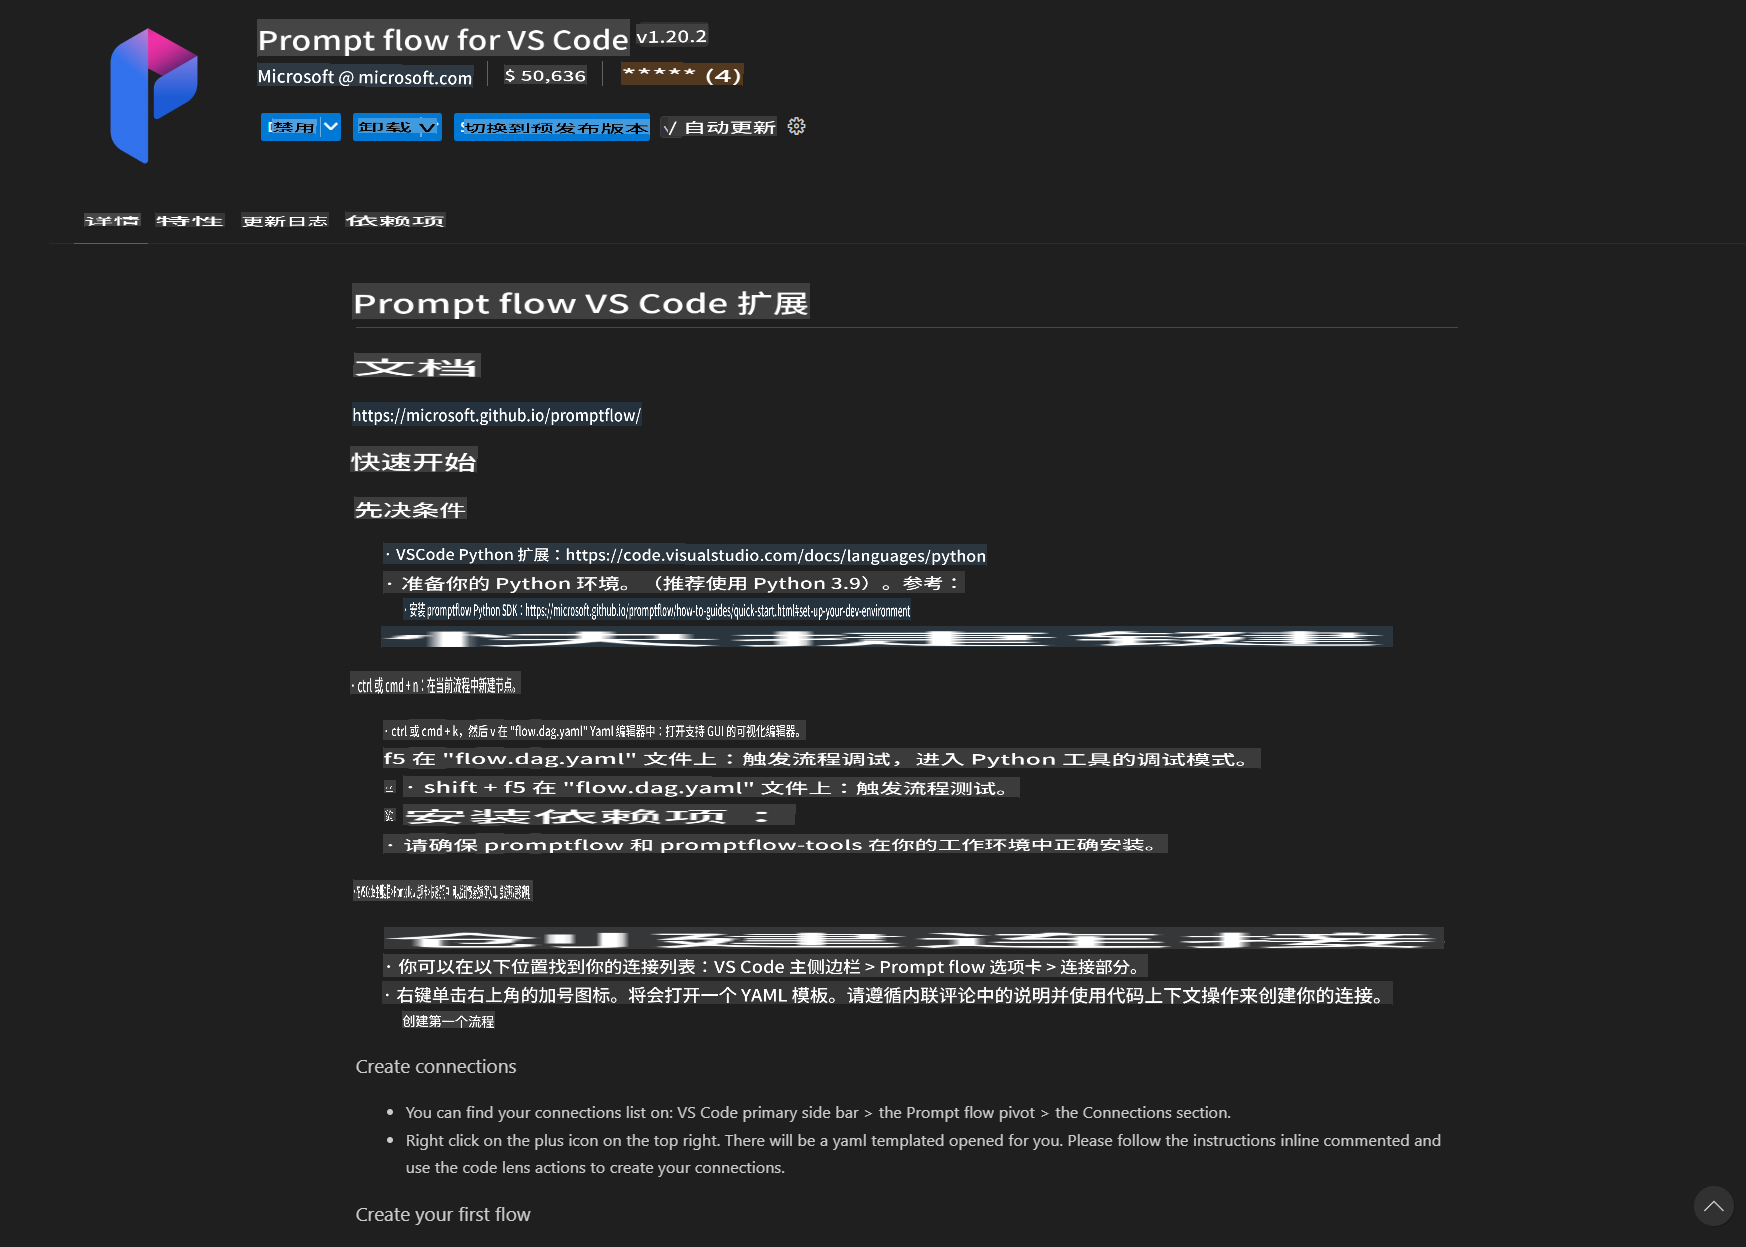 Prompt flow for VS Code v1.20.2
Microsoft @ microsoft.com $ 50,636 ***** (4)
禁用 卸载 切换到预发布版本 √ 自动更新
详情 特性 更新日志 依赖项
Prompt flow VS Code 扩展
文档
https://microsoft.github.io/promptflow/
快速开始
先决条件
· VSCode Python 扩展：https://code.visualstudio.com/docs/languages/python
· 准备你的 Python 环境。（推荐使用 Python 3.9）。参考：
· 安装 promptflow Python SDK：https://microsoft.github.io/promptflow/how-to-guides/quick-start.html#set-up-your-dev-environment
个人捷键
· ctrl 或 cmd + n：在当前流程中新建节点。
· ctrl 或 cmd + k，然后 v 在 "flow.dag.yaml" Yaml 编辑器中：打开支持 GUI 的可视化编辑器。
f5 在 "flow.dag.yaml" 文件上：触发流程调试，进入 Python 工具的调试模式。
· shift + f5 在 "flow.dag.yaml" 文件上：触发流程测试。
安装依赖项：
· 请确保 promptflow 和 promptflow-tools 在你的工作环境中正确安装。
创建连接
· 你可以在以下位置找到你的连接列表：VS Code 主侧边栏 > Prompt flow 选项卡 > 连接部分。
· 右键单击右上角的加号图标。将会打开一个 YAML 模板。请遵循内联评论中的说明并使用代码上下文操作来创建你的连接。
创建第一个流程
Create connections
• You can find your connections list on: VS Code primary side bar > the Prompt flow pivot > the Connections section.
• Right click on the plus icon on the top right. There will be a yaml templated opened for you. Please follow the instructions inline commented and
use the code lens actions to create your connections.
Create your first flow